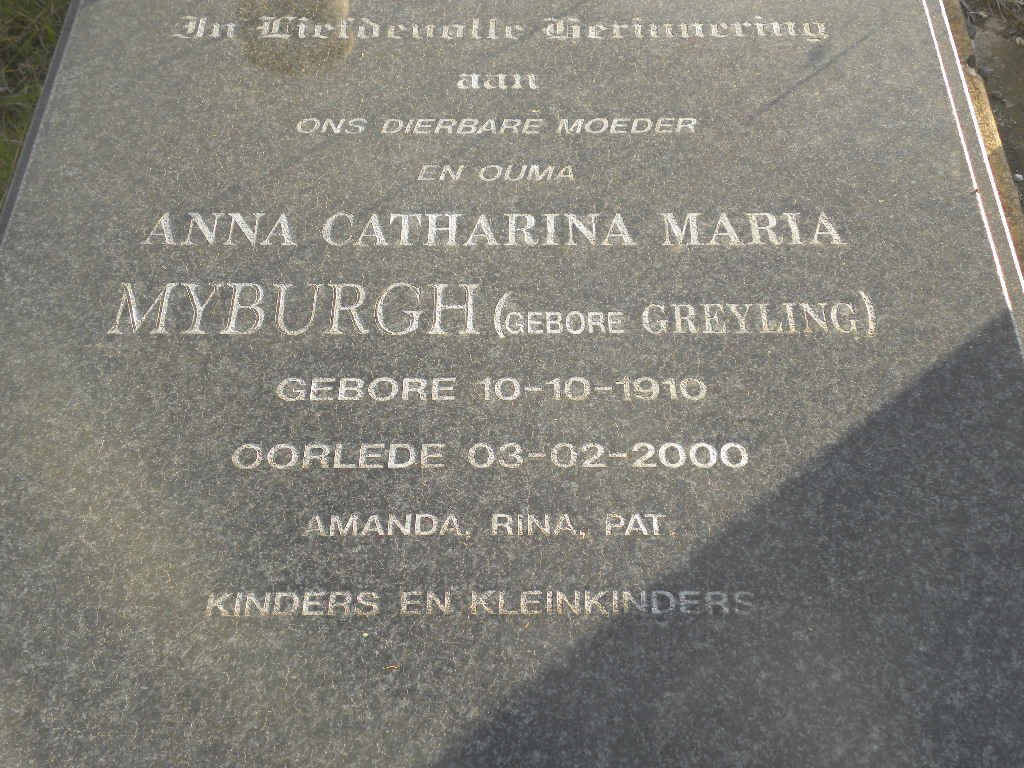 In Liefdevolle Herinnering
aan
ONS DIERBARE MOEDER
EN OUMA
ANNA CATHARINA MARIA
MYBURGH (GEBORE GREYLING)
GEBORE 10-10-1910
OORLEDE 03-02-2000
AMANDA, RINA, PAT.
KINDERS EN KLEINKINDERS